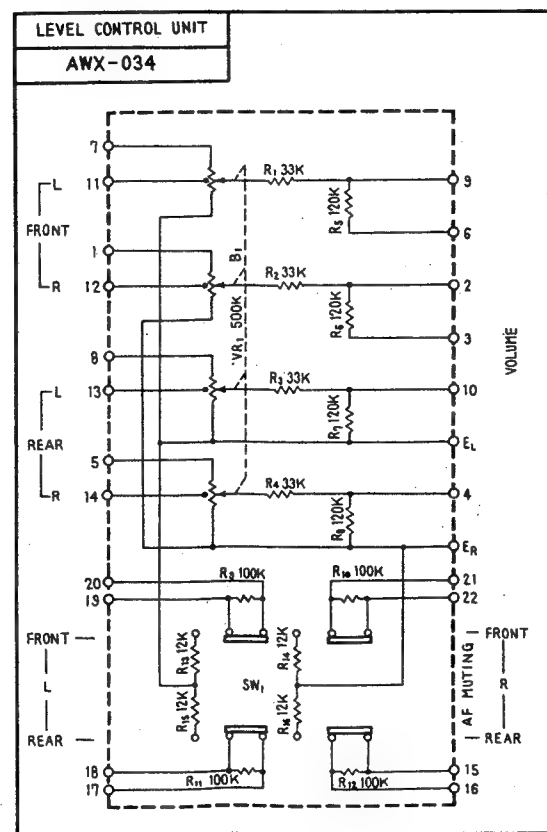 LEVEL CONTROL UNIT
AWX-034
7
L 11
FRONT
1
R 12
8
L 13
REAR
5
R 14
R1 33K
9
R5 120K
6
B1
R2 33K
2
R6 120K
3
VR1 500K
R3 33K
10
R7 120K
EL
R4 33K
4
R8 120K
ER
VOLUME
20
R9 100K
R10 100K
21
19
22
FRONT
L
REAR
R13 12K
R15 12K
SW1
R14 12K
R16 12K
AF MUTING
FRONT
R
REAR
18
R11 100K
R12 100K
15
17
16